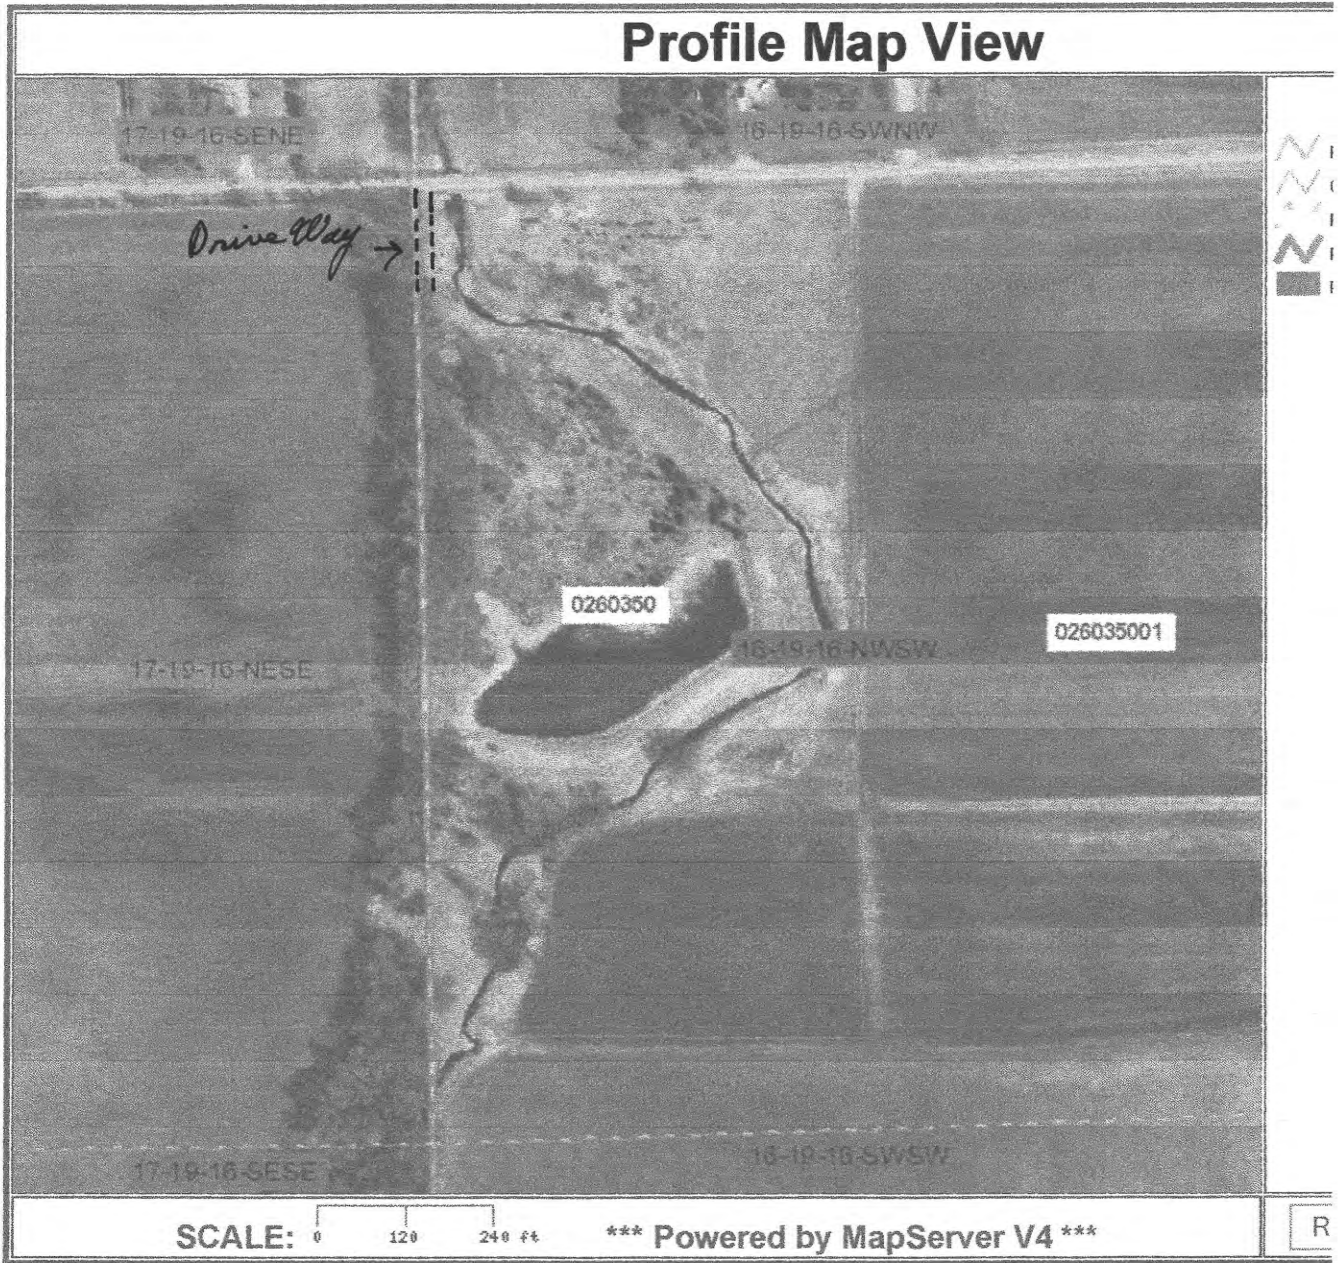 Profile Map View
17-19-16-SENE
16-19-16-SWNW
Drive Way →
0260350
026035001
16-19-16-NWSW
17-19-16-NESE
17-19-16-SESE
16-19-16-SWSW
SCALE: 0 120 240 ft
*** Powered by MapServer V4 ***
R